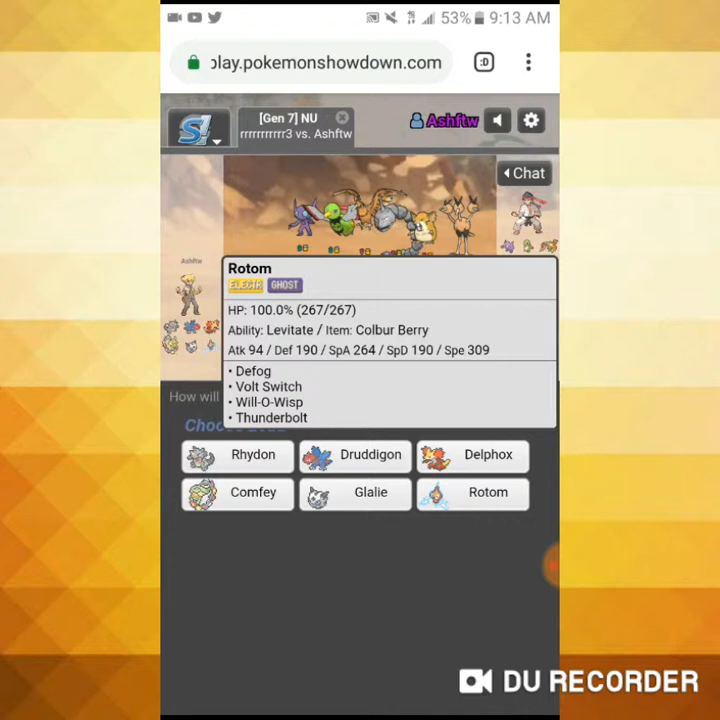 53% 9:13 AM
play.pokemonshowdown.com
:D
[Gen 7] NU
rrrrrrrrrrr3 vs. Ashftw
Ashftw
Chat
Ashftw
Rotom
ELECTR GHOST
HP: 100.0% (267/267)
Ability: Levitate / Item: Colbur Berry
Atk 94 / Def 190 / SpA 264 / SpD 190 / Spe 309
• Defog
• Volt Switch
• Will-O-Wisp
• Thunderbolt
How will
Rhydon Druddigon Delphox
Comfey Glalie Rotom
DU RECORDER